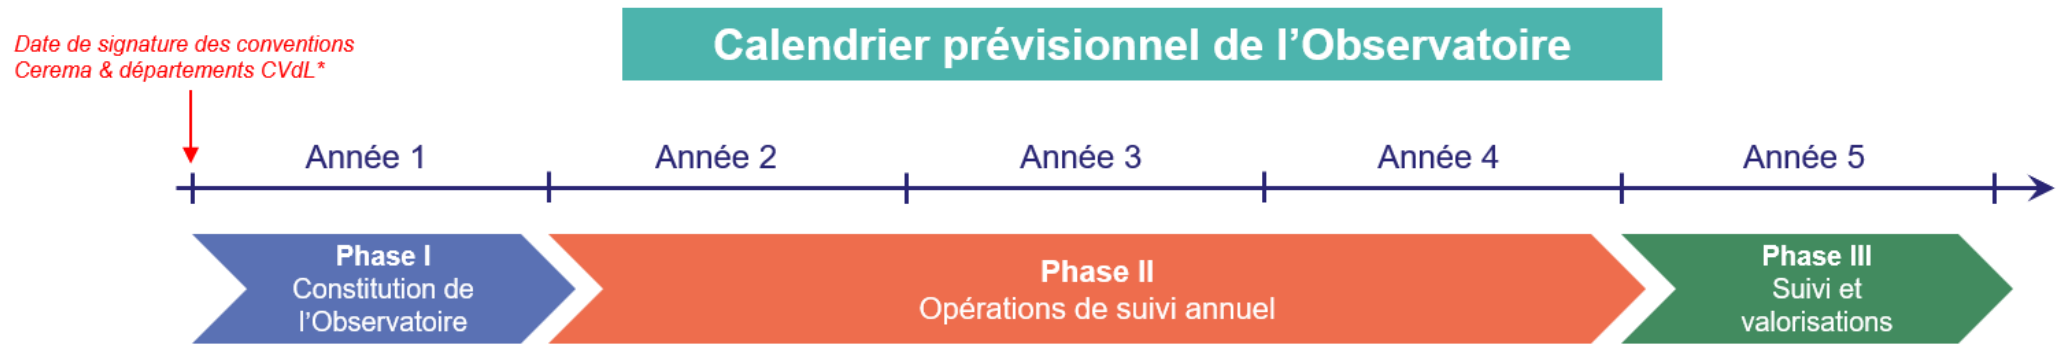 Date de signature des conventions
Cerema & départements CVdL*
Calendrier prévisionnel de l’Observatoire
Année 1
Année 2
Année 3
Année 4
Année 5
Phase I
Constitution de
l’Observatoire
Phase II
Opérations de suivi annuel
Phase III
Suivi et
valorisations